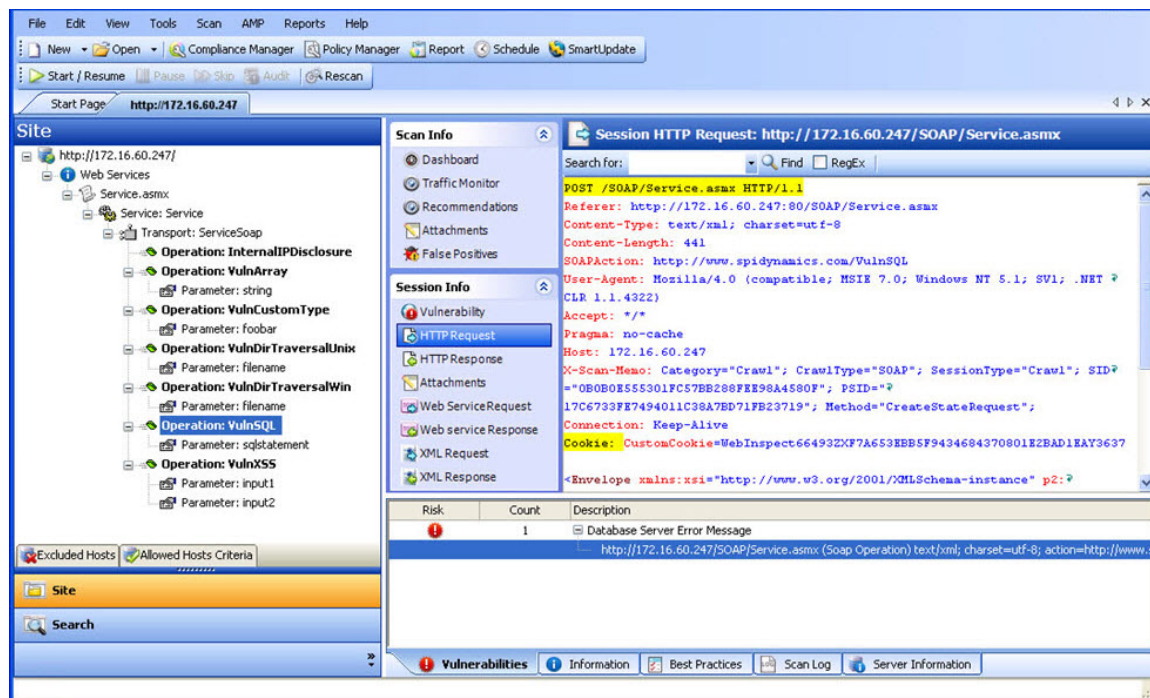 File Edit View Tools Scan AMP Reports Help
New Open Compliance Manager Policy Manager Report Schedule SmartUpdate
Start / Resume Pause Skip Audit Rescan
Start Page http://172.16.60.247
Site
http://172.16.60.247/
Web Services
Service.asmx
Service: Service
Transport: ServiceSoap
Operation: InternalIPDisclosure
Operation: VulnArray
Parameter: string
Operation: VulnCustomType
Parameter: foobar
Operation: VulnDirTraversalUnix
Parameter: filename
Operation: VulnDirTraversalWin
Parameter: filename
Operation: VulnSQL
Parameter: sqlstatement
Operation: VulnXSS
Parameter: input1
Parameter: input2
Excluded Hosts Allowed Hosts Criteria
Site
Search
Scan Info
Dashboard
Traffic Monitor
Recommendations
Attachments
False Positives
Session Info
Vulnerability
HTTP Request
HTTP Response
Attachments
Web Service Request
Web service Response
XML Request
XML Response
Session HTTP Request: http://172.16.60.247/SOAP/Service.asmx
Search for: Find RegEx
POST /SOAP/Service.asmx HTTP/1.1
Referer: http://172.16.60.247:80/SOAP/Service.asmx
Content-Type: text/xml; charset=utf-8
Content-Length: 441
SOAPAction: http://www.spidynamics.com/VulnSQL
User-Agent: Mozilla/4.0 (compatible; MSIE 7.0; Windows NT 5.1; SV1; .NET
CLR 1.1.4322)
Accept: */*
Pragma: no-cache
Host: 172.16.60.247
X-Scan-Memo: Category="Crawl"; CrawlType="SOAP"; SessionType="Crawl"; SID
="0B0B0E555301FC57BB288FEE98A4580F"; PSID="
17C6733FE7494011C38A7BD71FB23719"; Method="CreateStateRequest";
Connection: Keep-Alive
Cookie: CustomCookie=WebInspect66493ZXF7A653EBB5F9434684370801E2BAD1EAY3637
<Envelope xmlns:xsi="http://www.w3.org/2001/XMLSchema-instance" p2:
Risk Count Description
1 Database Server Error Message
http://172.16.60.247/SOAP/Service.asmx (Soap Operation) text/xml; charset=utf-8; action=http://www.s
Vulnerabilities Information Best Practices Scan Log Server Information